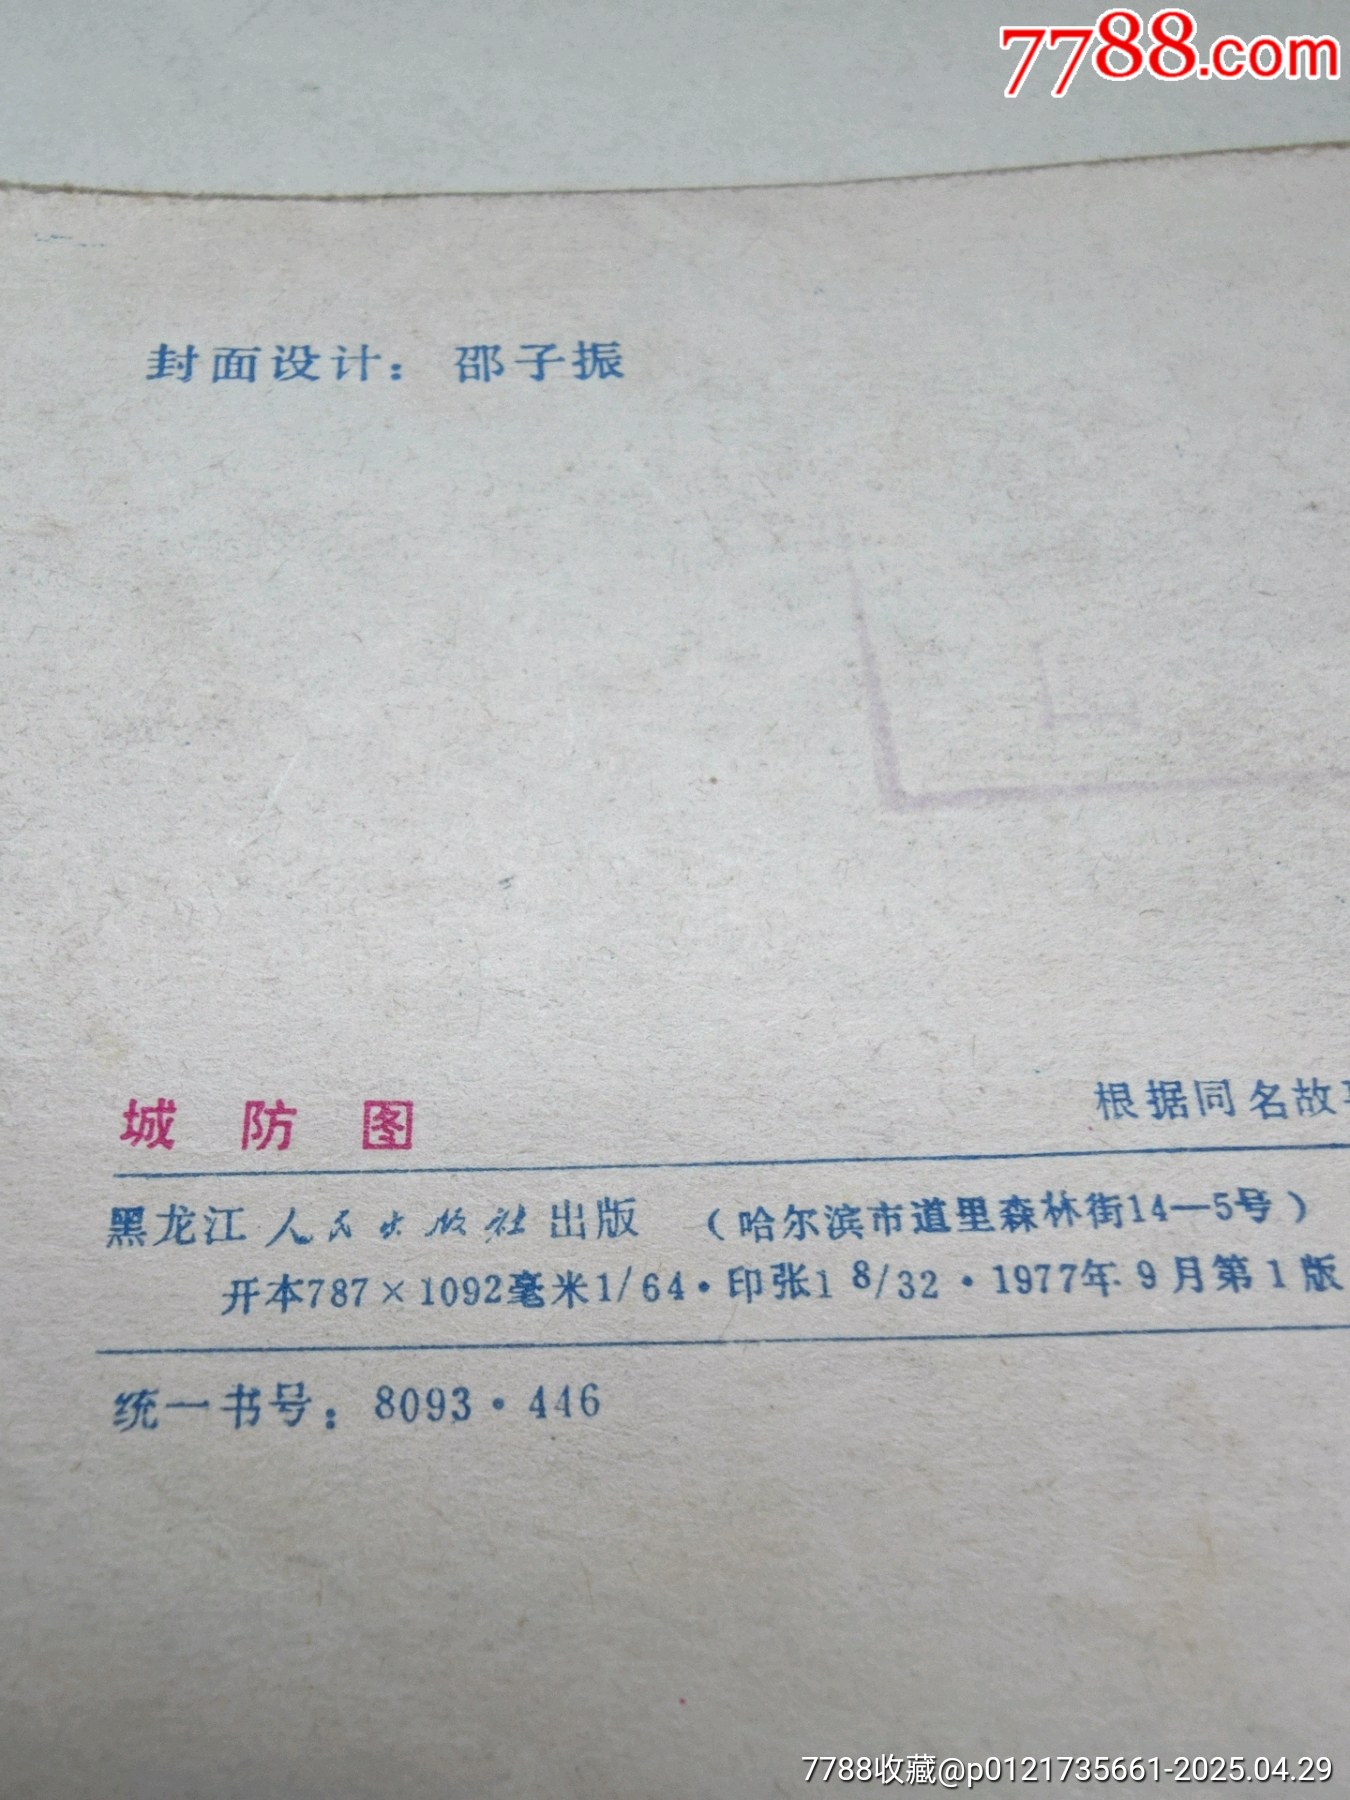 7788.com
封面设计：邵子振
城防图
根据同名故
黑龙江人民出版社出版 （哈尔滨市道里森林街14—5号）
开本787×1092毫米1/64·印张1 8/32·1977年9月第1版
统一书号：8093·446
7788收藏@p0121735661-2025.04.29